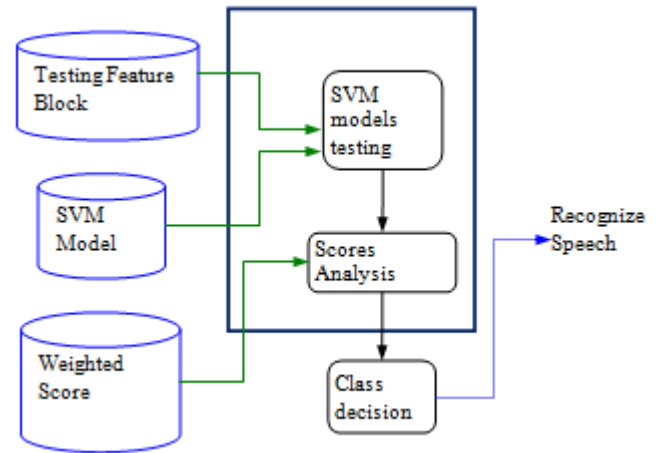 Testing Feature
Block
SVM
models
testing
SVM
Model
Recognize
Speech
Scores
Analysis
Weighted
Score
Class
decision